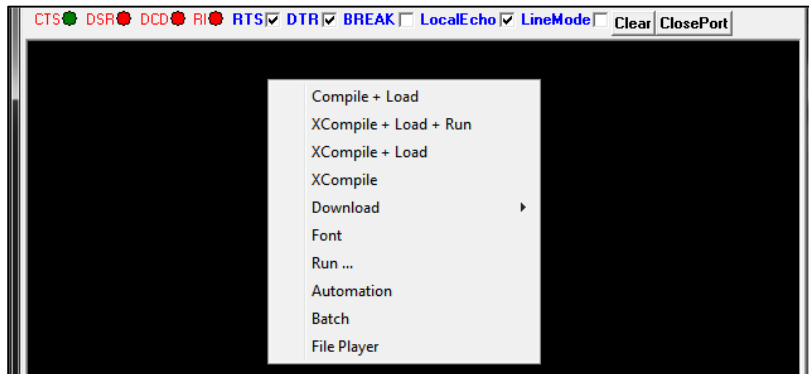 CTS DSR DCD RI RTS DTR BREAK LocalEcho LineMode Clear ClosePort
Compile + Load
XCompile + Load + Run
XCompile + Load
XCompile
Download
Font
Run ...
Automation
Batch
File Player